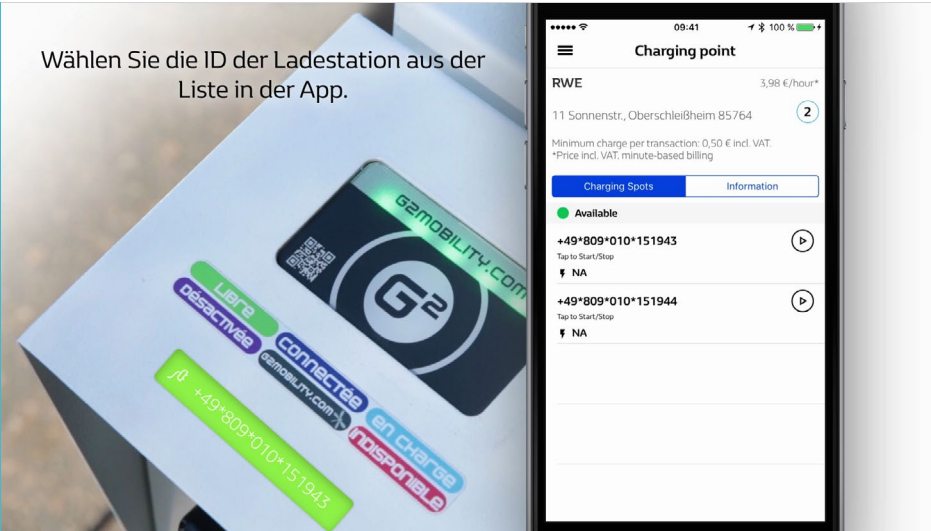 Wählen Sie die ID der Ladestation aus der
Liste in der App.
G2MOBILITY.COM
G2
LIBRE
DÉSACTIVÉE
CONNECTÉE
G2MOBILITY.COM
EN CHARGE
INDISPONIBLE
+49*809*010*151943
09:41
100 %
Charging point
RWE
3,98 €/hour*
11 Sonnenstr., Oberschleißheim 85764
2
Minimum charge per transaction: 0,50 € incl. VAT.
*Price incl. VAT, minute-based billing
Charging Spots
Information
Available
+49*809*010*151943
Tap to Start/Stop
NA
+49*809*010*151944
Tap to Start/Stop
NA